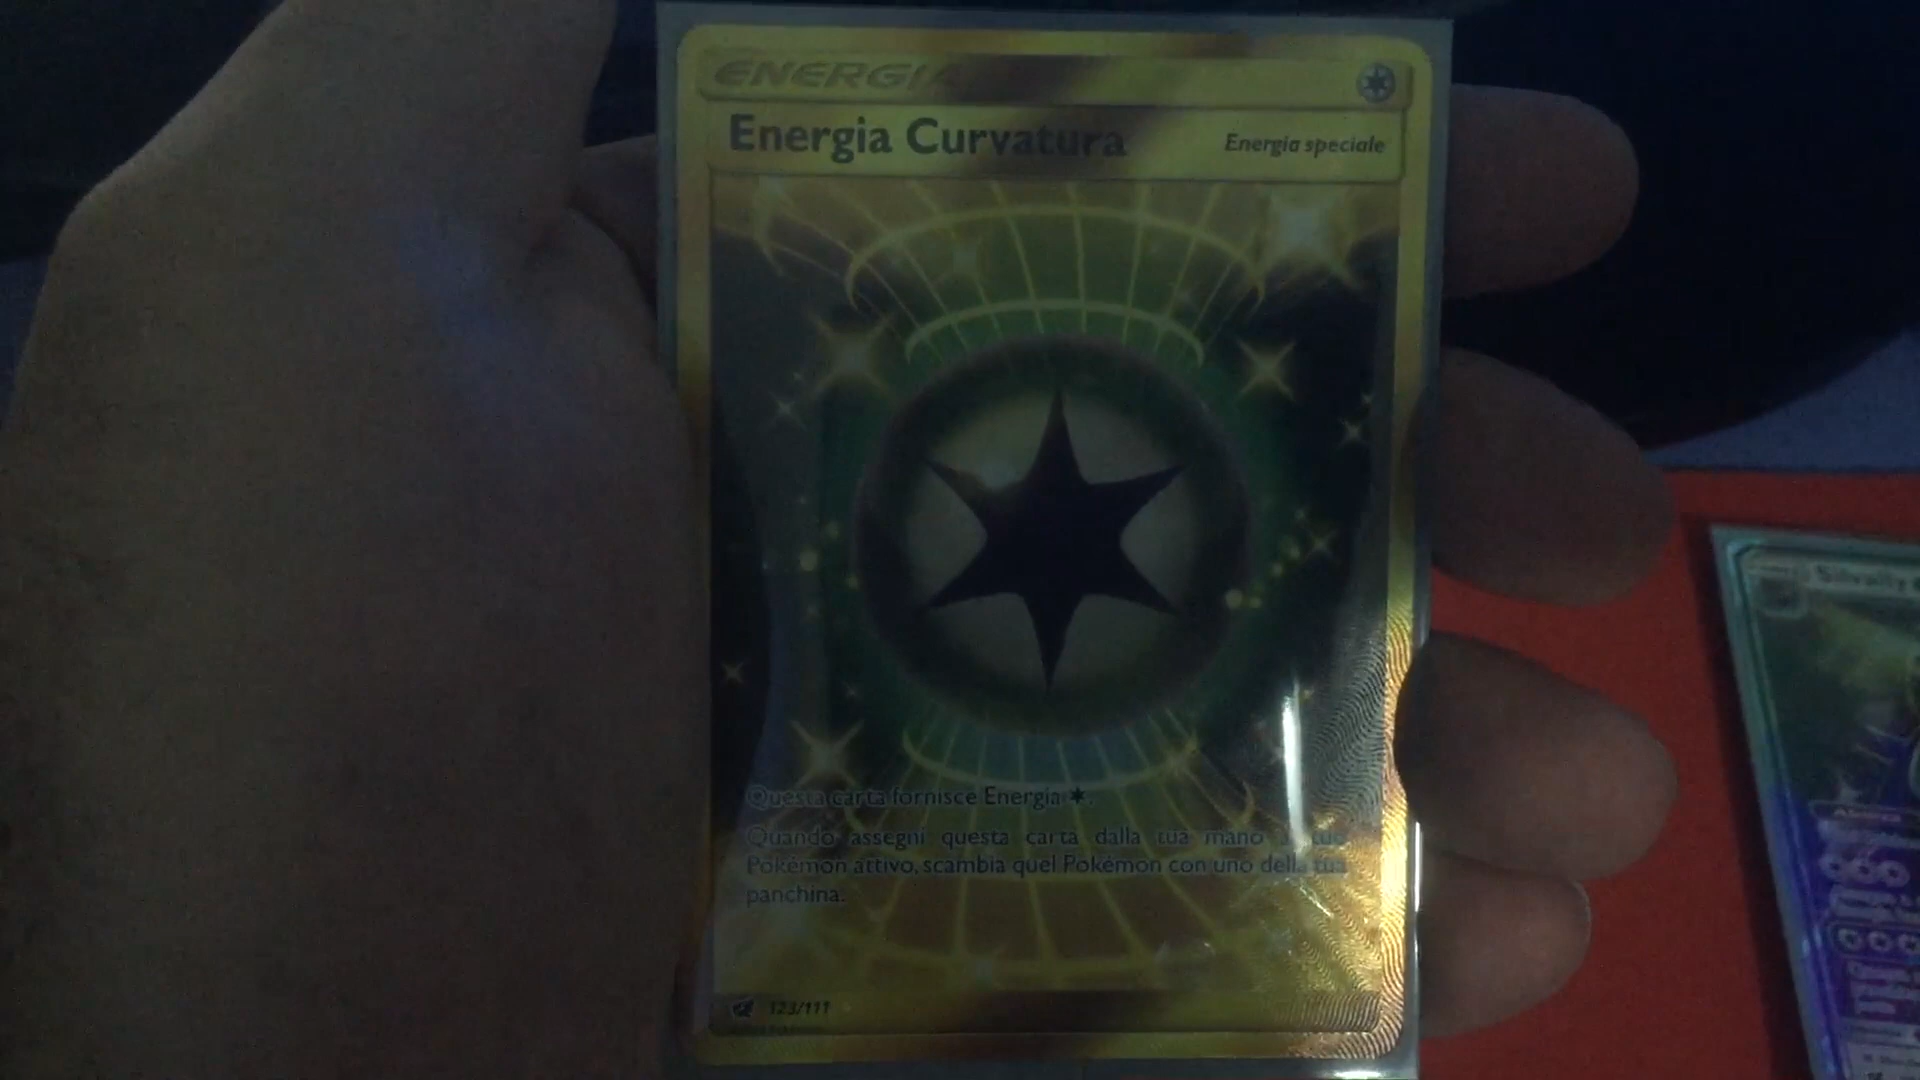 ENERGIA
Energia Curvatura
Energia speciale
Questa carta fornisce Energia ✶.
Quando assegni questa carta dalla tua mano al tuo
Pokémon attivo, scambia quel Pokémon con uno della tua
panchina.
123/111
Silvally